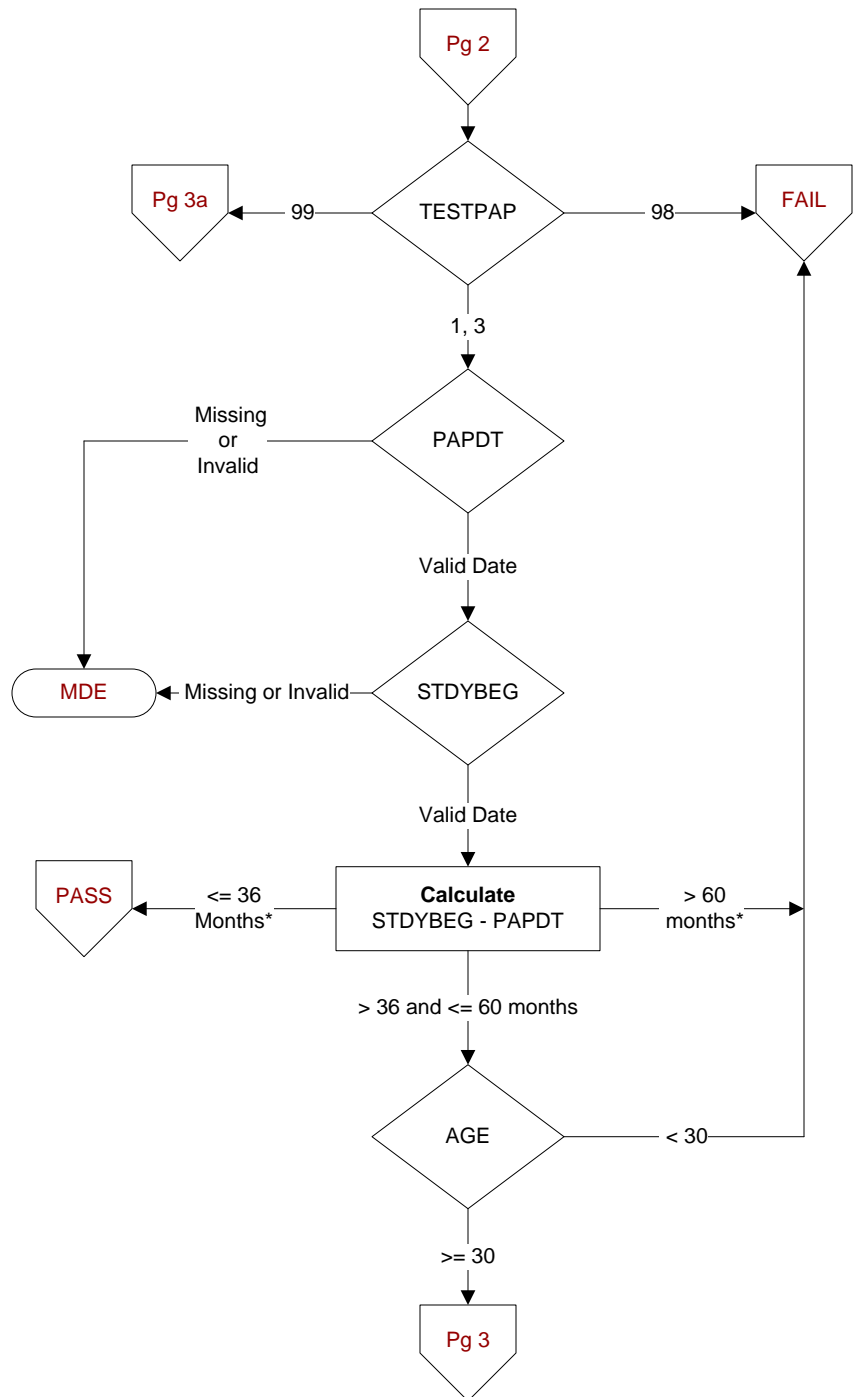 Pg 2
Pg 3a
99
TESTPAP
98
FAIL
1, 3
Missing
or
Invalid
PAPDT
Valid Date
MDE
Missing or Invalid
STDYBEG
Valid Date
PASS
<= 36
Months*
Calculate
STDYBEG - PAPDT
> 60
months*
> 36 and <= 60 months
AGE
< 30
>= 30
Pg 3